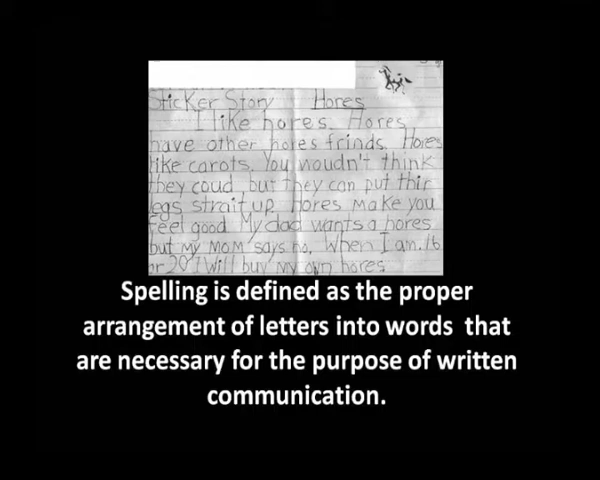 Sticker Story Hores
I like hores. Hores
have other hores frinds. Hores
like carots. You woudn't think
they coud but they can put thir
legs strait up. hores make you
feel good My dad wants a hores
but my mom says no. When I am 16
or 20 I will buy my own hores
Spelling is defined as the proper
arrangement of letters into words that
are necessary for the purpose of written
communication.